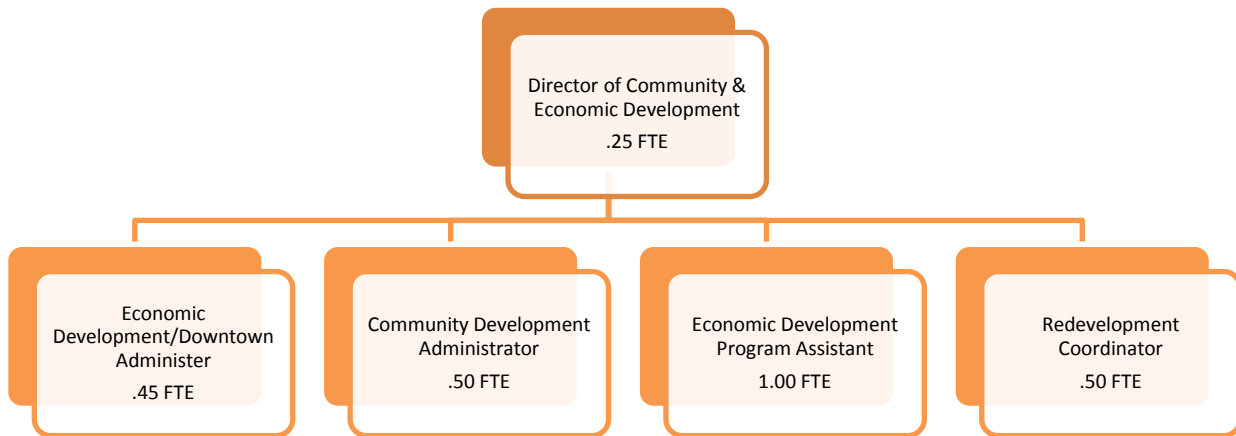 Director of Community &
Economic Development
.25 FTE
Economic
Development/Downtown
Administer
.45 FTE
Community Development
Administrator
.50 FTE
Economic Development
Program Assistant
1.00 FTE
Redevelopment
Coordinator
.50 FTE